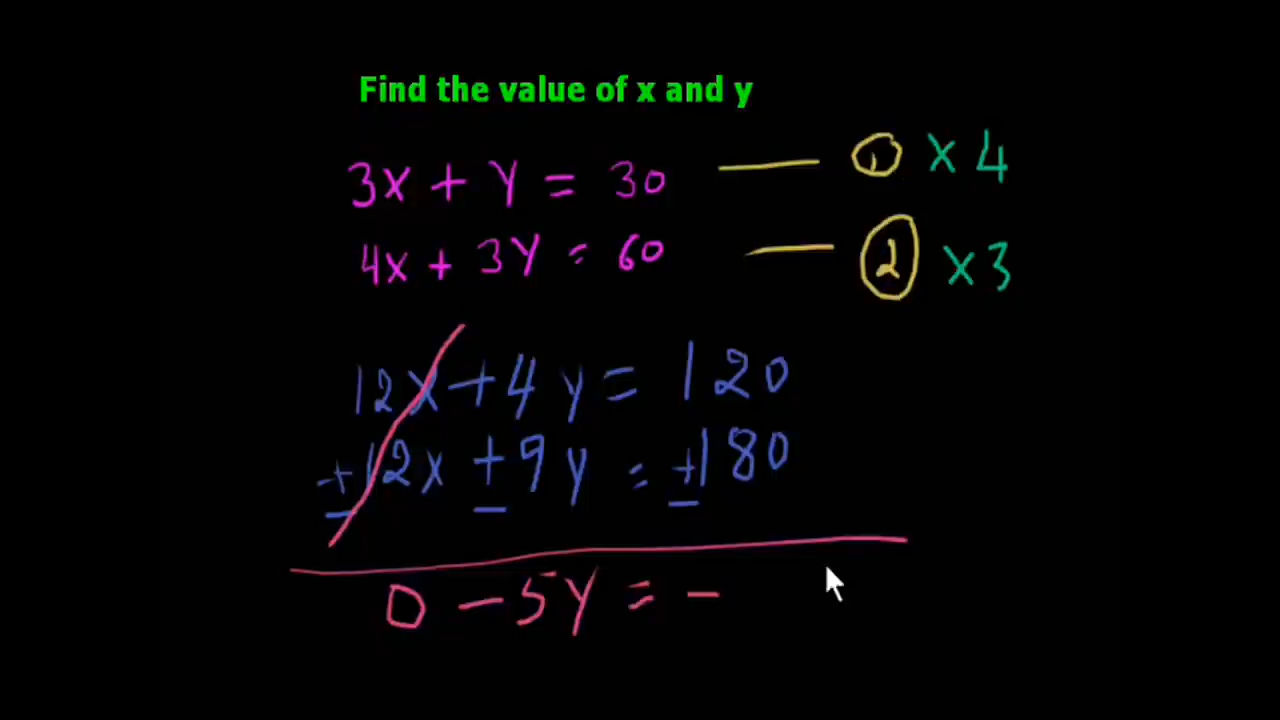 Find the value of x and y
3x + y = 30 — ① × 4
4x + 3y = 60 — ② × 3
12x + 4y = 120
+12x + 9y = +180
− − −
0 − 5y = −